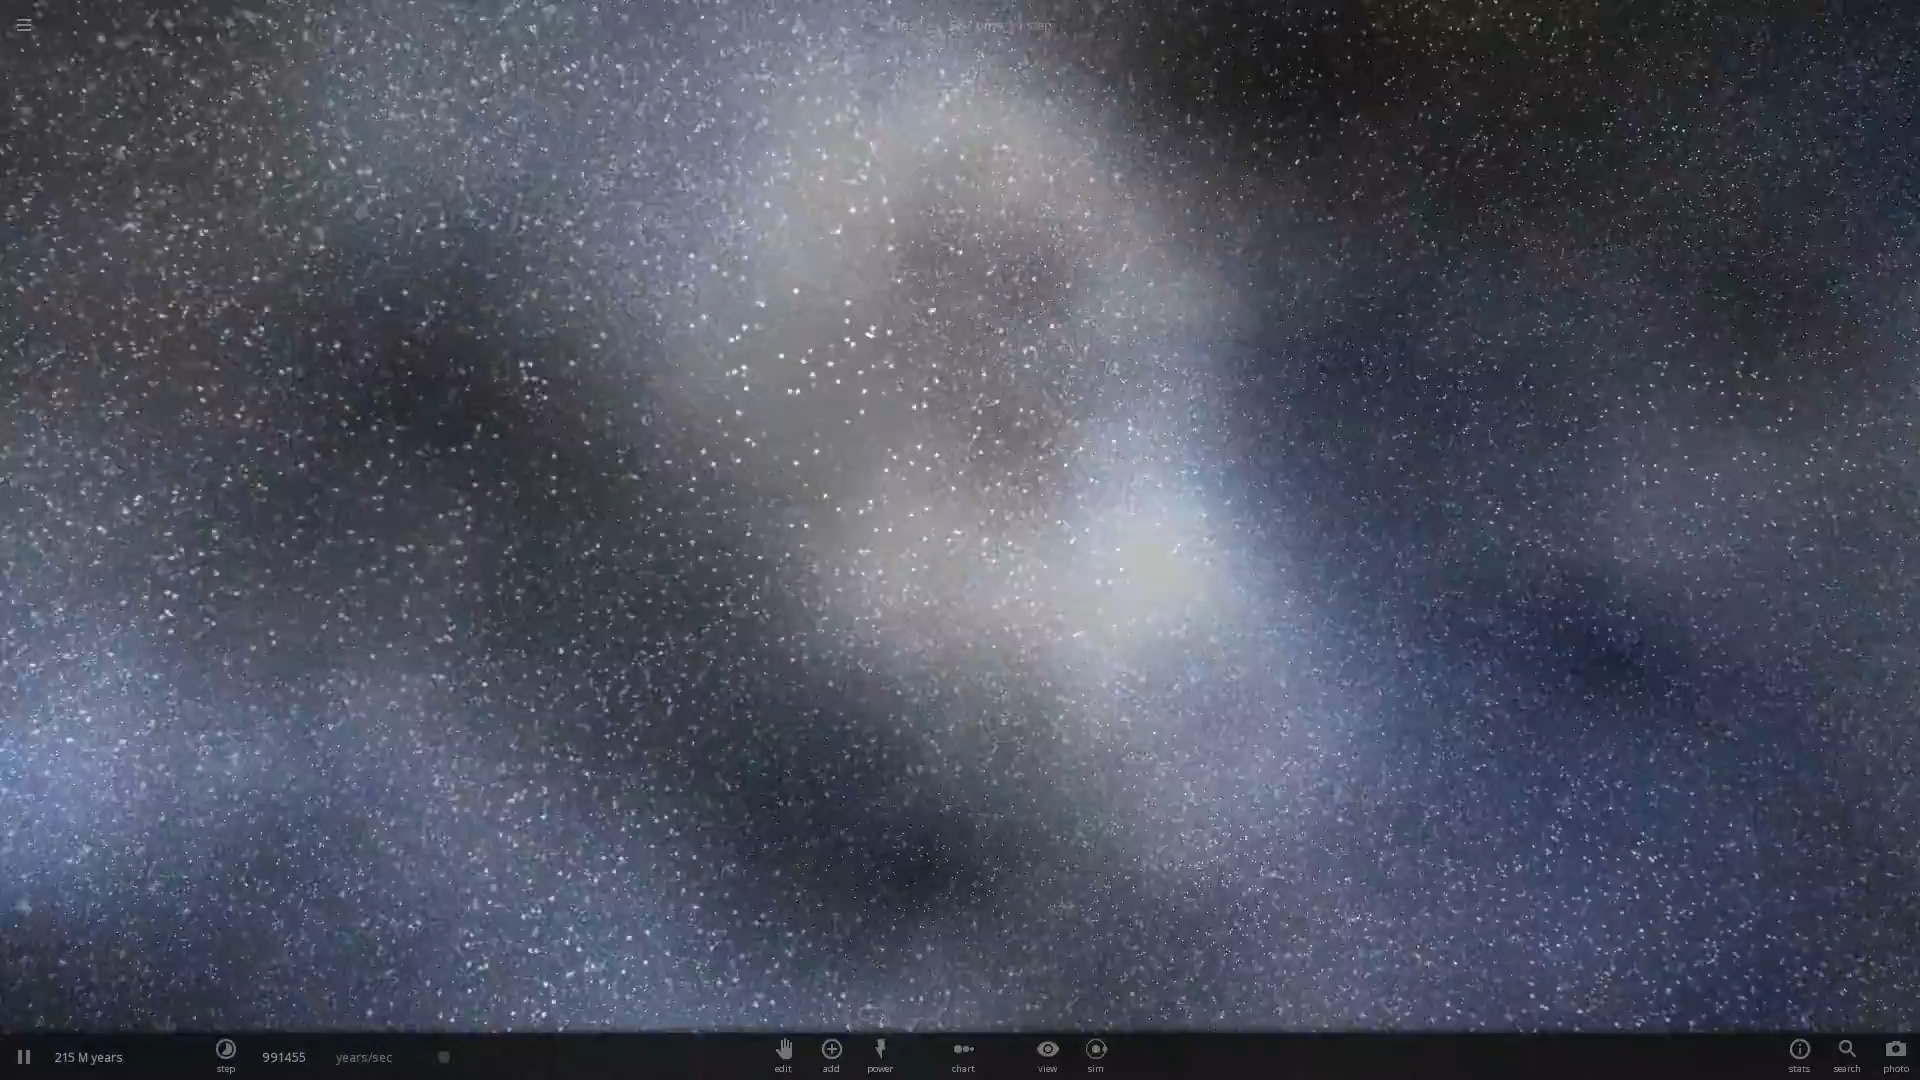 215 M years
step
991455 years/sec
edit
add
power
chart
view
sim
stats
search
photo